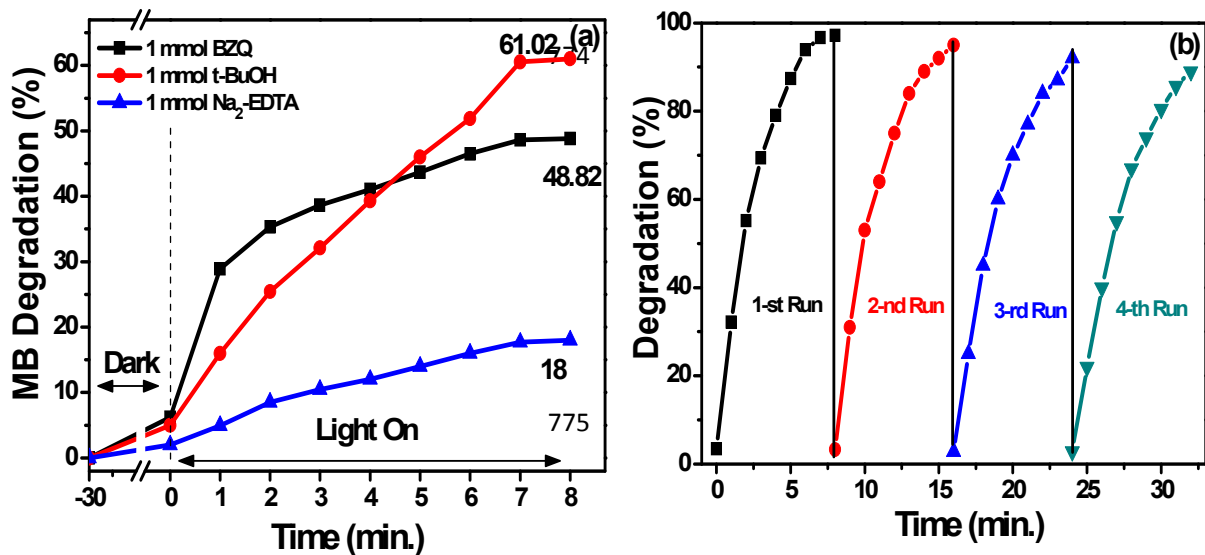 (a)
1 mmol BZQ
1 mmol t-BuOH
1 mmol Na2-EDTA
61.02
774
48.82
18
775
Dark
Light On
MB Degradation (%)
60
50
40
30
20
10
0
-30 0 1 2 3 4 5 6 7 8
Time (min.)
(b)
1-st Run
2-nd Run
3-rd Run
4-th Run
Degradation (%)
100
80
60
40
20
0
0 5 10 15 20 25 30
Time (min.)